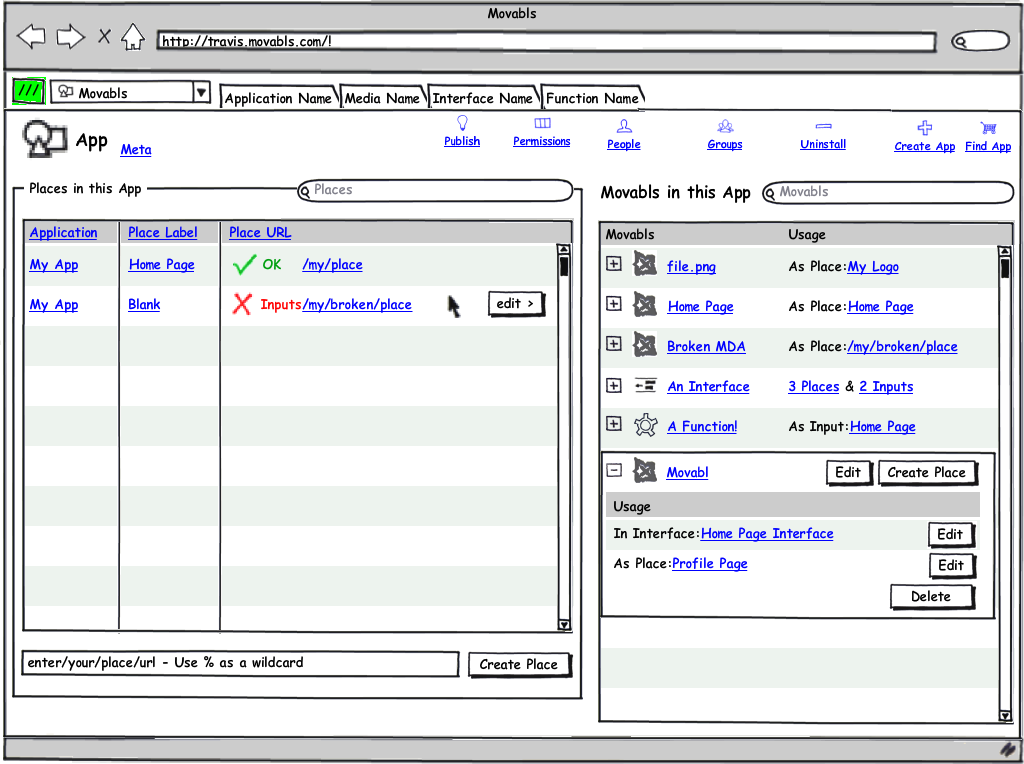 Movabls
http://travis.movabls.com/!
/// Movabls Application Name Media Name Interface Name Function Name
App Meta Publish Permissions People Groups Uninstall Create App Find App
Places in this App Places
Application Place Label Place URL
My App Home Page OK /my/place
My App Blank Inputs /my/broken/place edit >
enter/your/place/url - Use % as a wildcard Create Place
Movabls in this App Movabls
Movabls Usage
file.png As Place:My Logo
Home Page As Place:Home Page
Broken MDA As Place:/my/broken/place
An Interface 3 Places & 2 Inputs
A Function! As Input:Home Page
Movabl Edit Create Place
Usage
In Interface:Home Page Interface Edit
As Place:Profile Page Edit
Delete